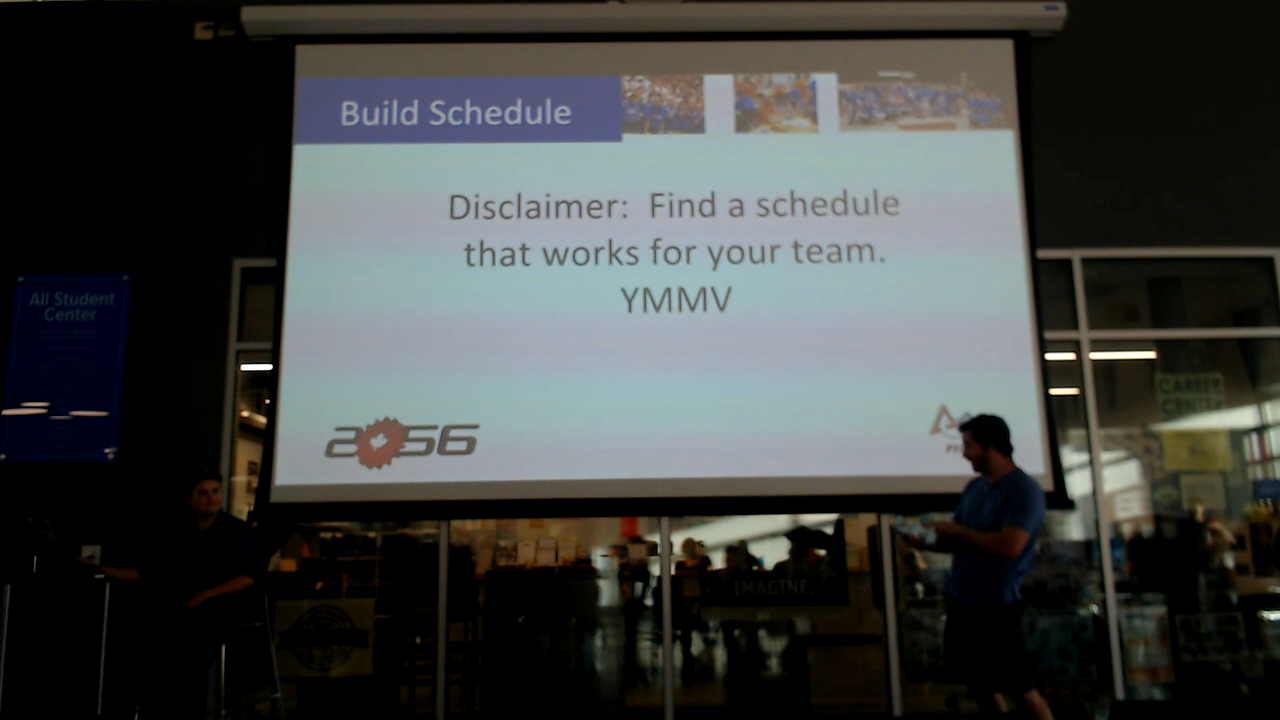 Build Schedule
Disclaimer: Find a schedule
that works for your team.
YMMV
2056
All Student
Center
CAREER
CENTER
IMAGINE